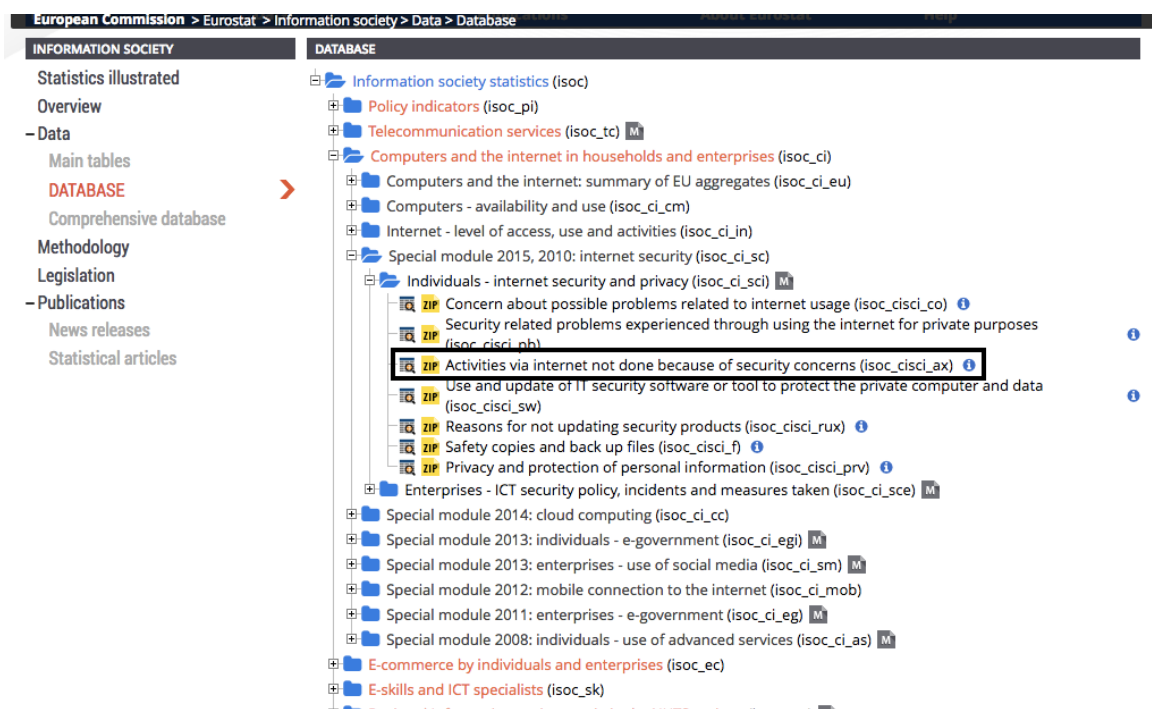 European Commission > Eurostat > Information society > Data > Database
About Eurostat
Help
INFORMATION SOCIETY
Statistics illustrated
Overview
– Data
Main tables
DATABASE
Comprehensive database
Methodology
Legislation
– Publications
News releases
Statistical articles
DATABASE
Information society statistics (isoc)
Policy indicators (isoc_pi)
Telecommunication services (isoc_tc) M
Computers and the internet in households and enterprises (isoc_ci)
Computers and the internet: summary of EU aggregates (isoc_ci_eu)
Computers - availability and use (isoc_ci_cm)
Internet - level of access, use and activities (isoc_ci_in)
Special module 2015, 2010: internet security (isoc_ci_sc)
Individuals - internet security and privacy (isoc_ci_sci) M
ZIP Concern about possible problems related to internet usage (isoc_cisci_co) i
ZIP Security related problems experienced through using the internet for private purposes i
(isoc_cisci_pb)
ZIP Activities via internet not done because of security concerns (isoc_cisci_ax) i
ZIP Use and update of IT security software or tool to protect the private computer and data i
(isoc_cisci_sw)
ZIP Reasons for not updating security products (isoc_cisci_rux) i
ZIP Safety copies and back up files (isoc_cisci_f) i
ZIP Privacy and protection of personal information (isoc_cisci_prv) i
Enterprises - ICT security policy, incidents and measures taken (isoc_ci_sce) M
Special module 2014: cloud computing (isoc_ci_cc)
Special module 2013: individuals - e-government (isoc_ci_egi) M
Special module 2013: enterprises - use of social media (isoc_ci_sm) M
Special module 2012: mobile connection to the internet (isoc_ci_mob)
Special module 2011: enterprises - e-government (isoc_ci_eg) M
Special module 2008: individuals - use of advanced services (isoc_ci_as) M
E-commerce by individuals and enterprises (isoc_ec)
E-skills and ICT specialists (isoc_sk)